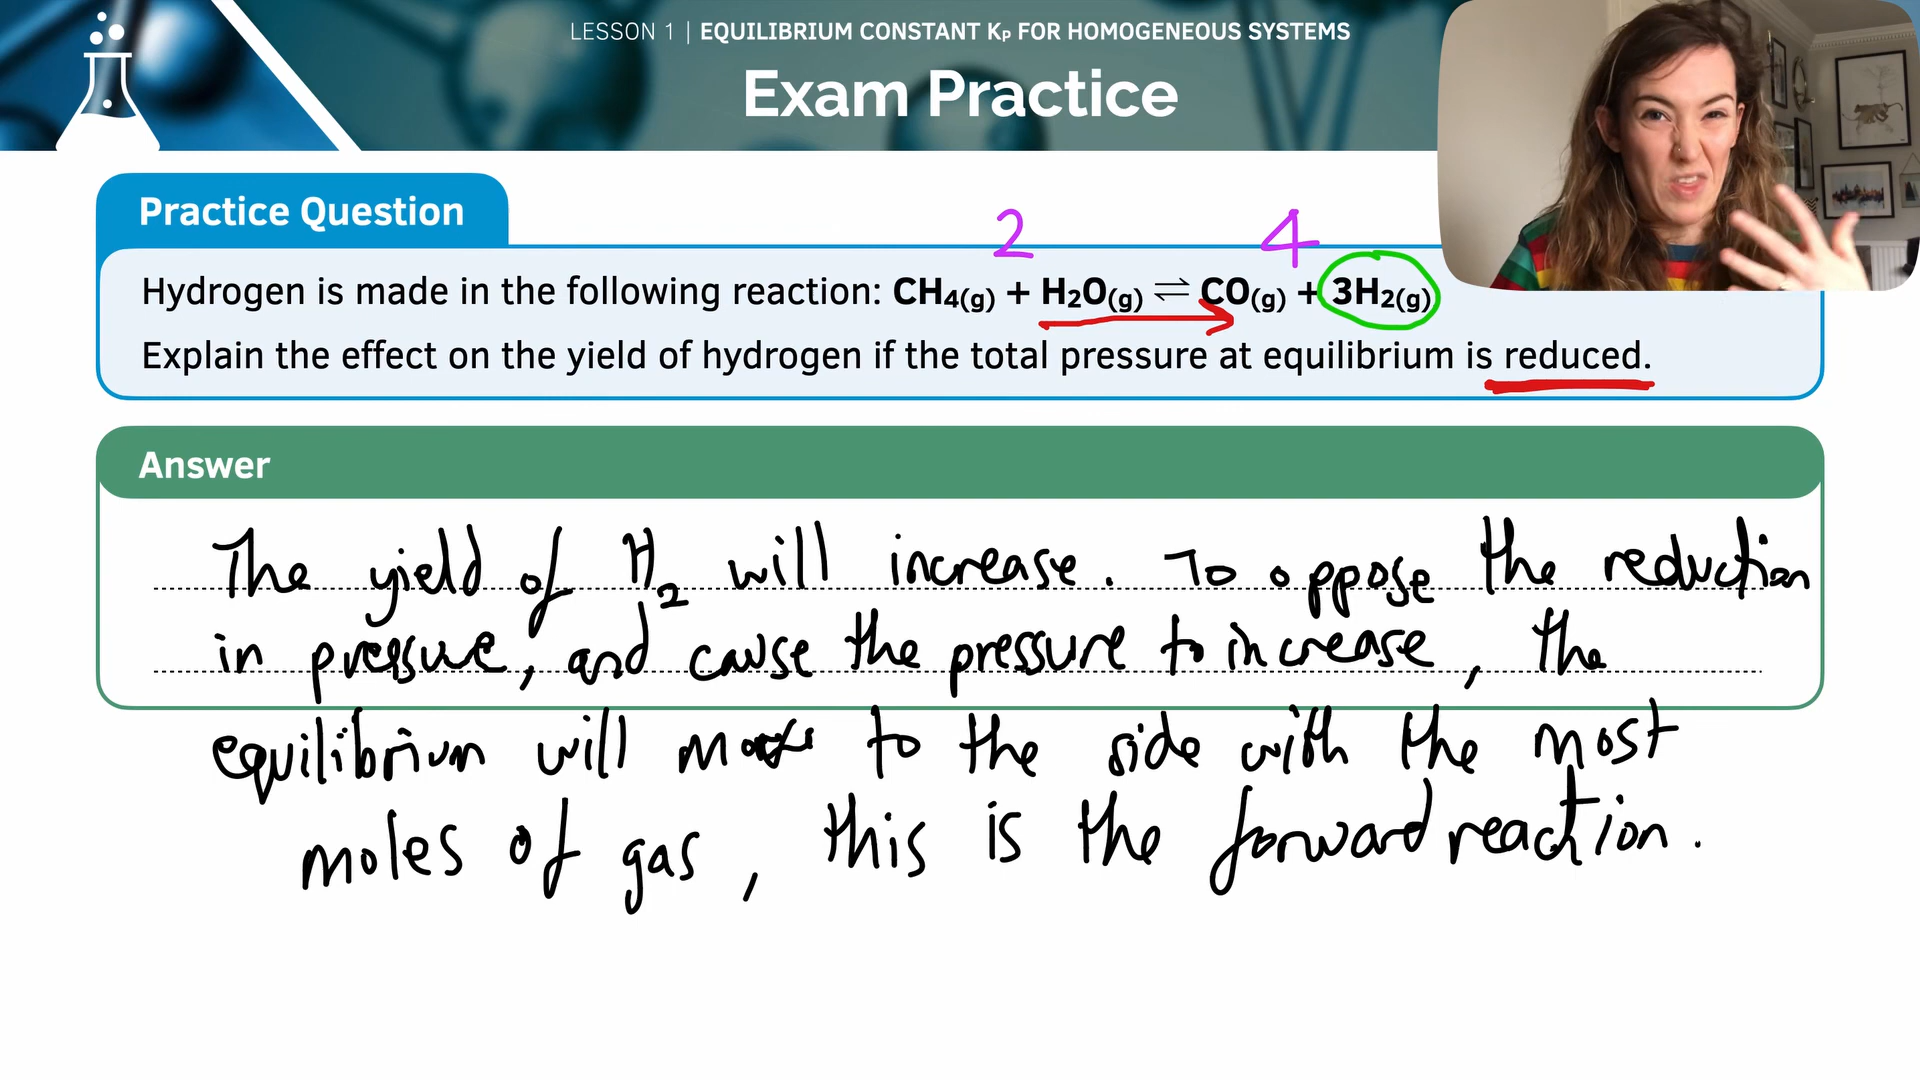 LESSON 1 | EQUILIBRIUM CONSTANT Kp FOR HOMOGENEOUS SYSTEMS
Exam Practice
Practice Question
2 4
Hydrogen is made in the following reaction: CH4(g) + H2O(g) ⇌ CO(g) + 3H2(g)
Explain the effect on the yield of hydrogen if the total pressure at equilibrium is reduced.
Answer
The yield of H2 will increase. To oppose the reduction
in pressure, and cause the pressure to increase, the
equilibrium will move to the side with the most
moles of gas, this is the forward reaction.